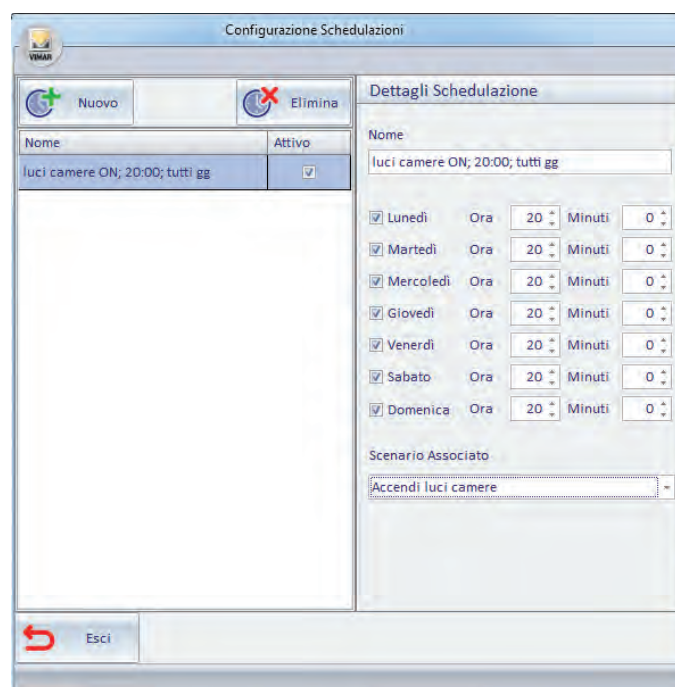 Configurazione Schedulazioni
VIMAR
Nuovo
Elimina
Nome Attivo
luci camere ON; 20:00; tutti gg
Dettagli Schedulazione
Nome
luci camere ON; 20:00; tutti gg
Lunedì Ora 20 Minuti 0
Martedì Ora 20 Minuti 0
Mercoledì Ora 20 Minuti 0
Giovedì Ora 20 Minuti 0
Venerdì Ora 20 Minuti 0
Sabato Ora 20 Minuti 0
Domenica Ora 20 Minuti 0
Scenario Associato
Accendi luci camere
Esci